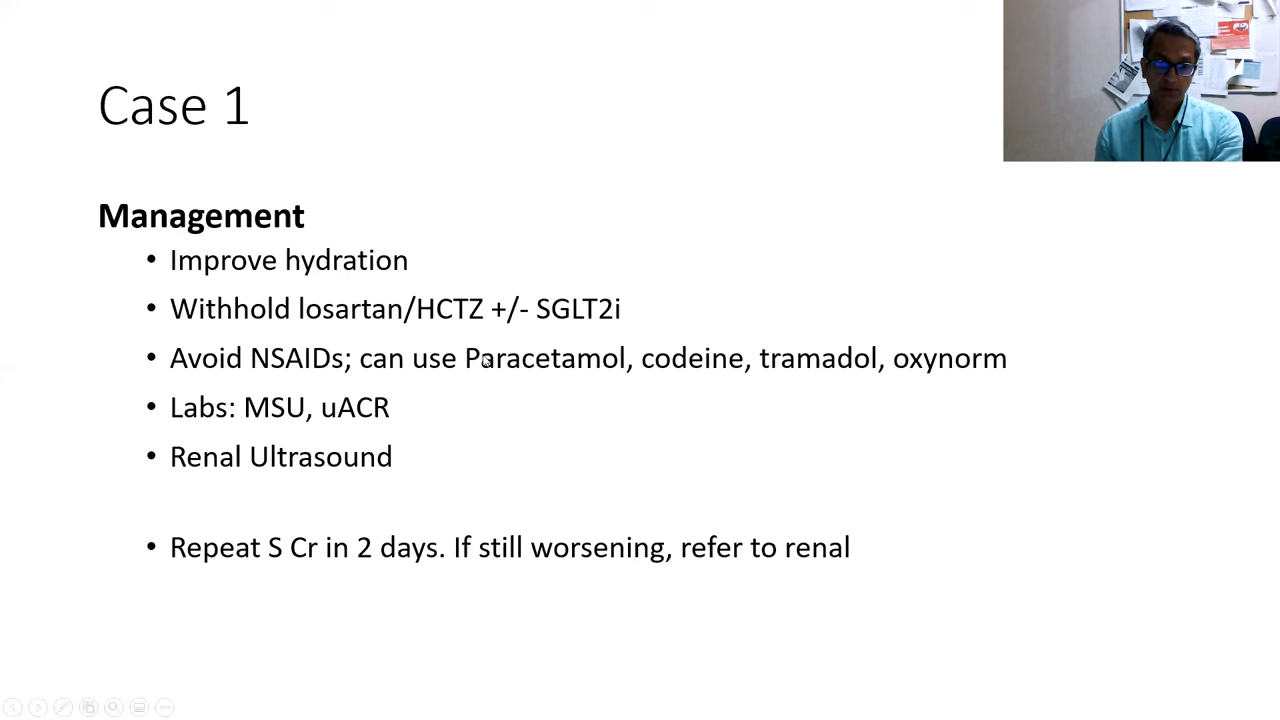 Case 1
Management
• Improve hydration
• Withhold losartan/HCTZ +/- SGLT2i
• Avoid NSAIDs; can use Paracetamol, codeine, tramadol, oxynorm
• Labs: MSU, uACR
• Renal Ultrasound
• Repeat S Cr in 2 days. If still worsening, refer to renal